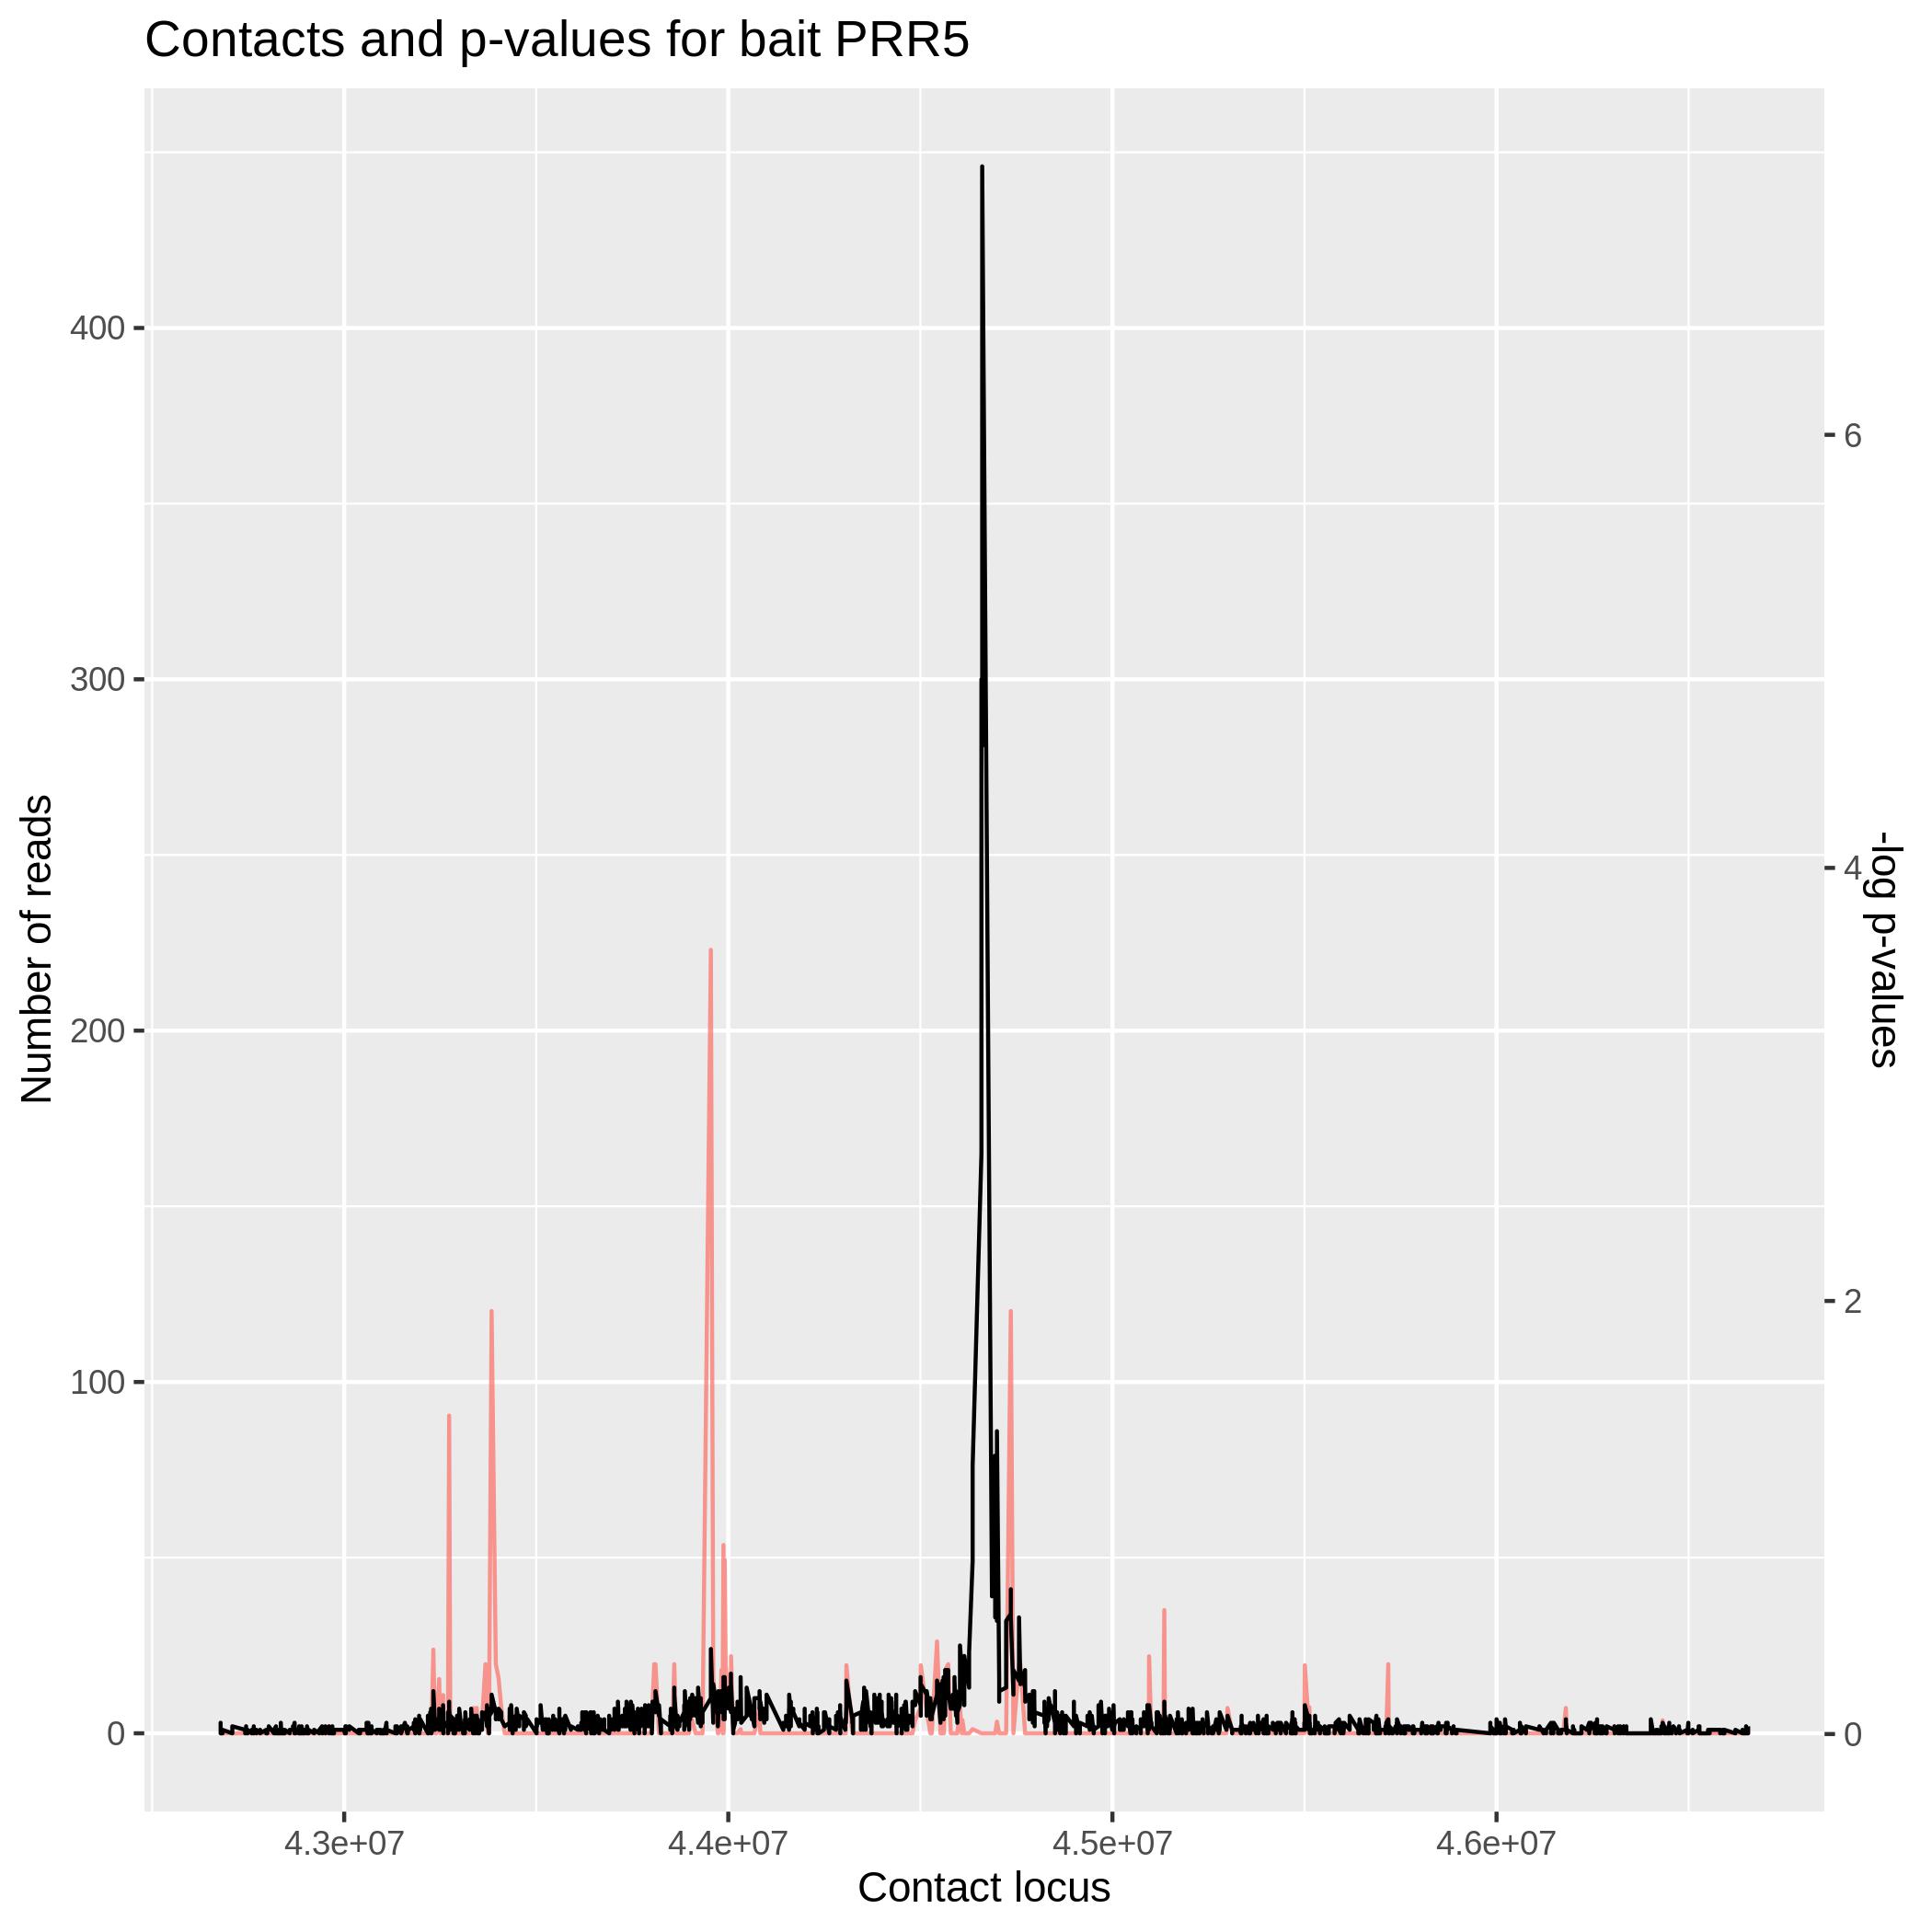 Contacts and p-values for bait PRR5
400
300
200
100
0
Number of reads
6
4
2
0
-log p-values
4.3e+07
4.4e+07
4.5e+07
4.6e+07
Contact locus